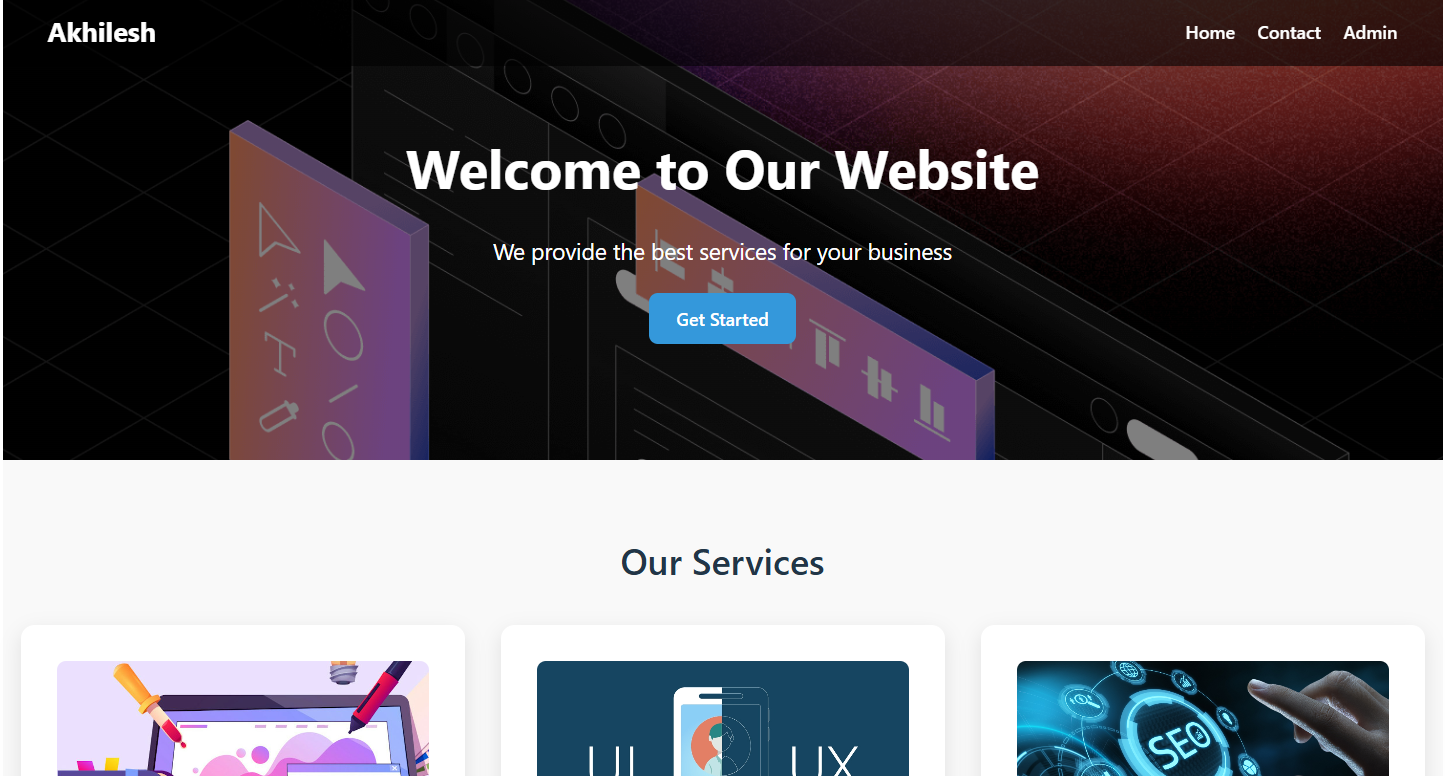 Akhilesh
Home Contact Admin
Welcome to Our Website
We provide the best services for your business
Get Started
Our Services
UI UX
SEO